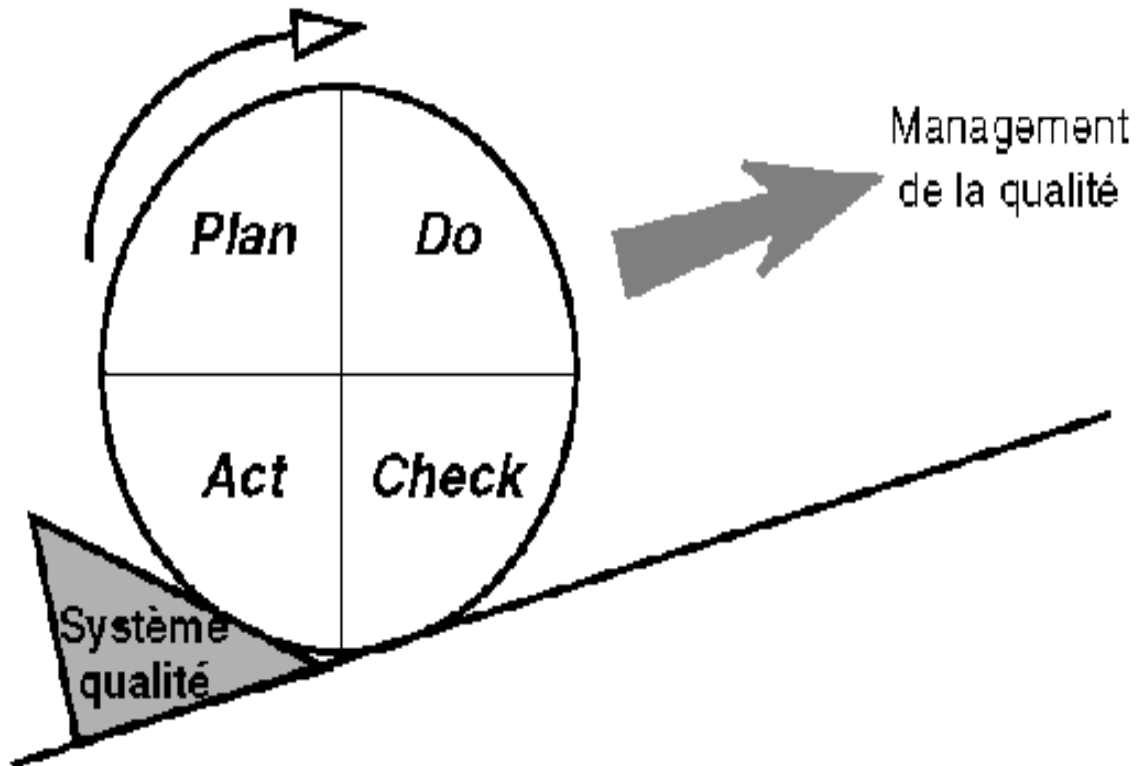 Management
de la qualité
Plan
Do
Act
Check
Système
qualité